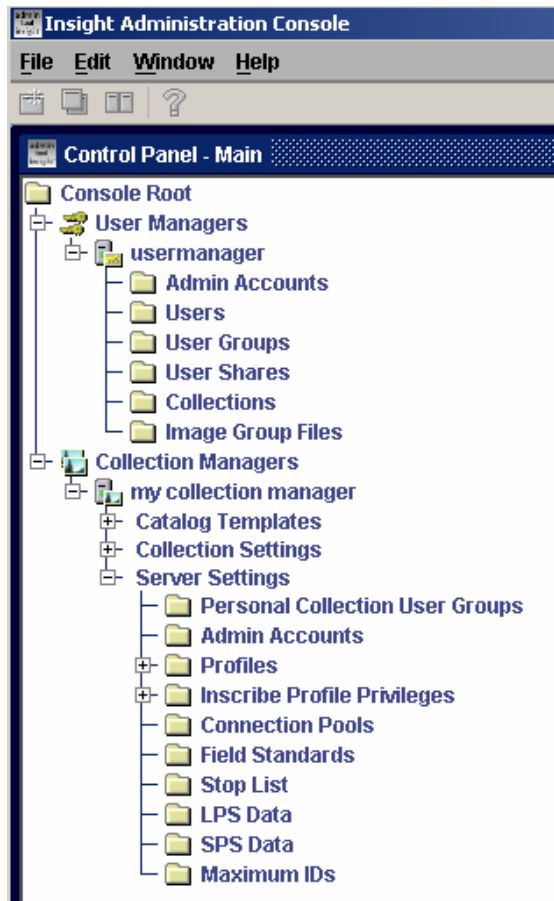 Insight Administration Console
File Edit Window Help
Control Panel - Main
Console Root
User Managers
usermanager
Admin Accounts
Users
User Groups
User Shares
Collections
Image Group Files
Collection Managers
my collection manager
Catalog Templates
Collection Settings
Server Settings
Personal Collection User Groups
Admin Accounts
Profiles
Inscribe Profile Privileges
Connection Pools
Field Standards
Stop List
LPS Data
SPS Data
Maximum IDs